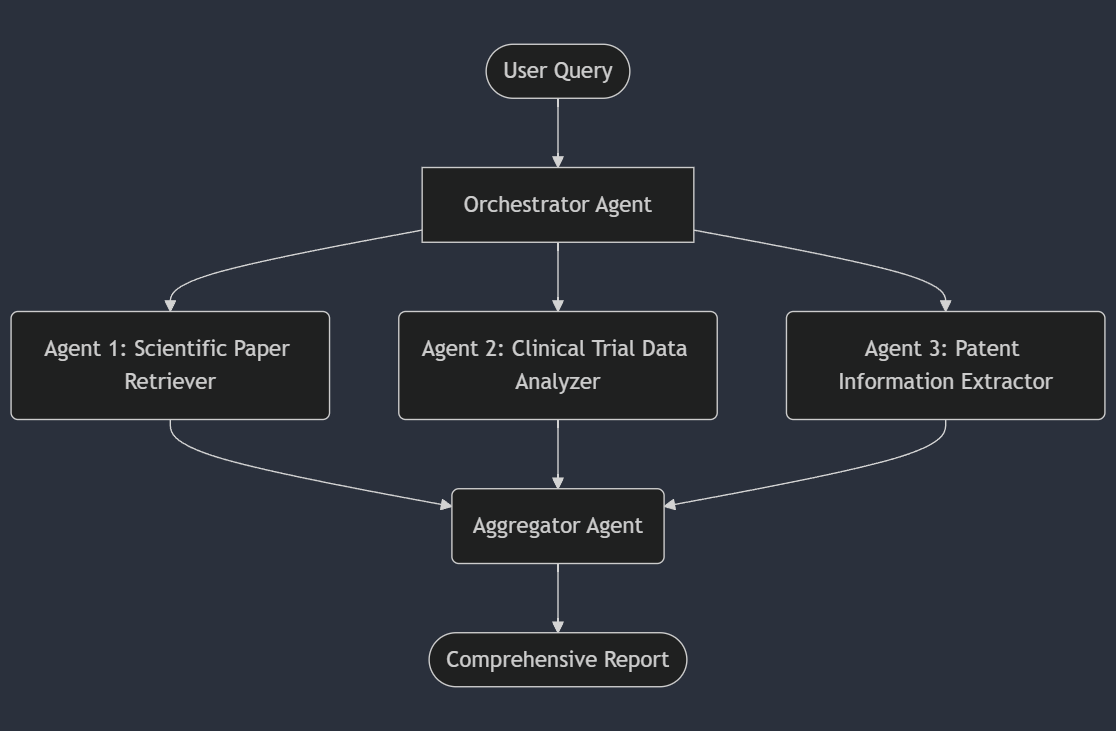 User Query
Orchestrator Agent
Agent 1: Scientific Paper
Retriever
Agent 2: Clinical Trial Data
Analyzer
Agent 3: Patent
Information Extractor
Aggregator Agent
Comprehensive Report